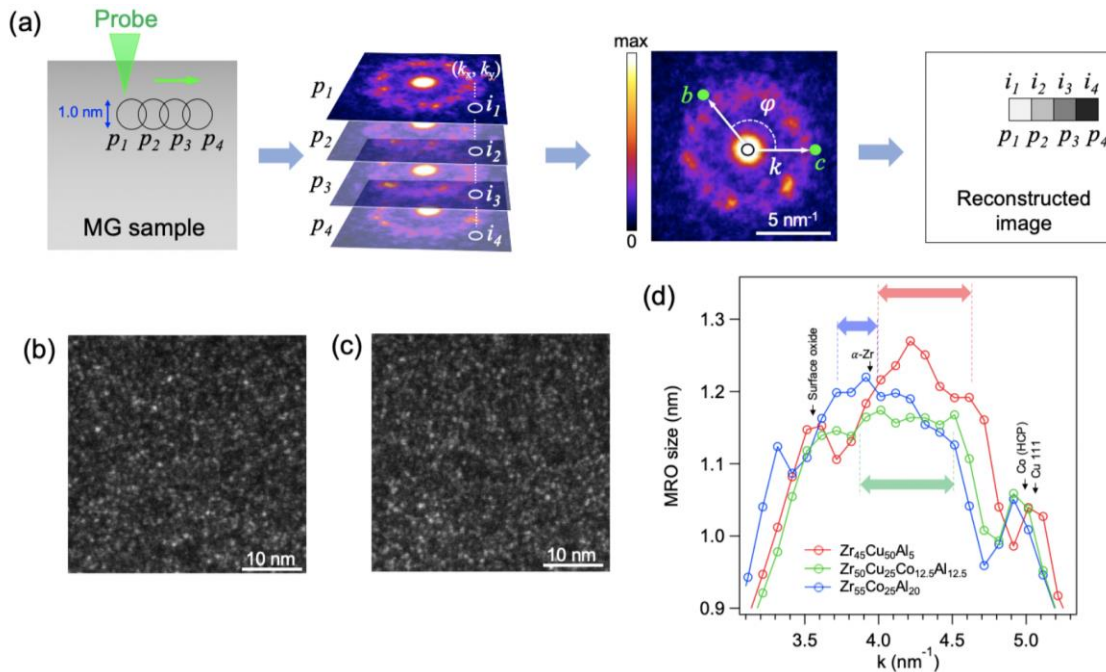 (a)
Probe
1.0 nm
p₁ p₂ p₃ p₄
MG sample
p₁
p₂
p₃
p₄
(kₓ, kᵧ)
i₁
i₂
i₃
i₄
max
0
b
φ
k
c
5 nm⁻¹
i₁ i₂ i₃ i₄
p₁ p₂ p₃ p₄
Reconstructed
image
(b)
10 nm
(c)
10 nm
(d)
MRO size (nm)
1.3
1.2
1.1
1.0
0.9
Surface oxide
α-Zr
Co (HCP)
Cu 111
Zr₄₅Cu₅₀Al₅
Zr₅₀Cu₂₅Co₁₂.₅Al₁₂.₅
Zr₅₅Co₂₅Al₂₀
3.5 4.0 4.5 5.0
k (nm⁻¹)